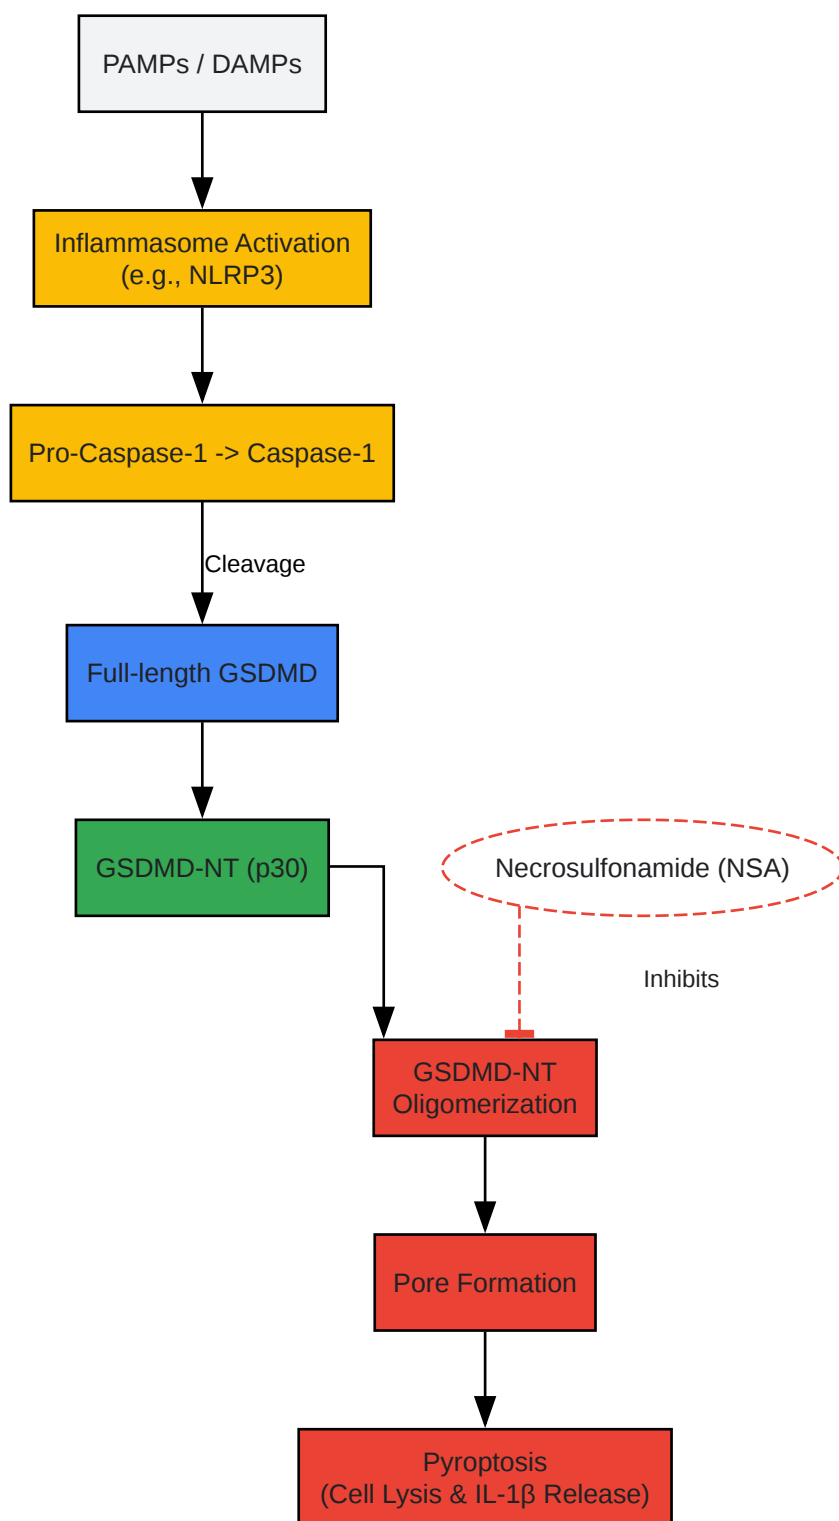 PAMPs / DAMPs
Inflammasome Activation
(e.g., NLRP3)
Pro-Caspase-1 -> Caspase-1
Cleavage
Full-length GSDMD
GSDMD-NT (p30)
Necrosulfonamide (NSA)
Inhibits
GSDMD-NT
Oligomerization
Pore Formation
Pyroptosis
(Cell Lysis & IL-1β Release)